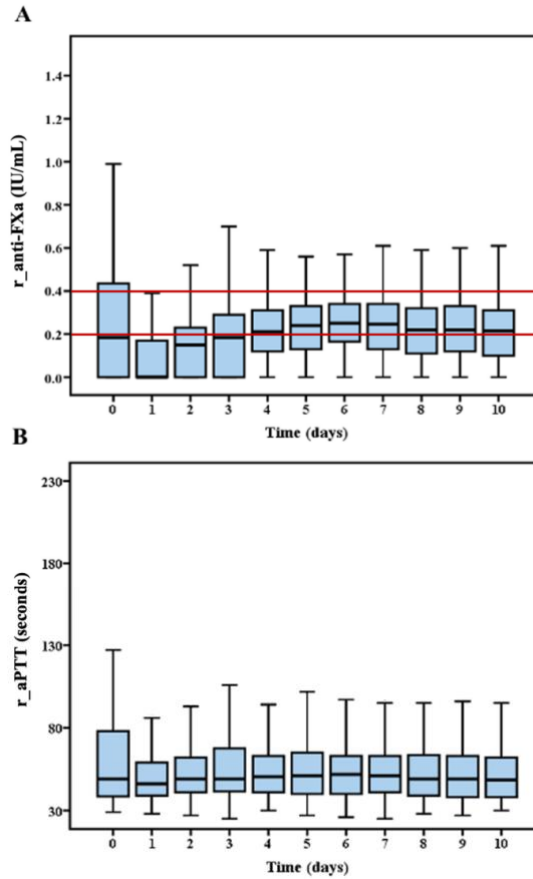 A
r_anti-FXa (IU/mL)
1.4
1.2
1.0
0.8
0.6
0.4
0.2
0.0
0 1 2 3 4 5 6 7 8 9 10
Time (days)
B
r_aPTT (seconds)
230
180
130
80
30
0 1 2 3 4 5 6 7 8 9 10
Time (days)